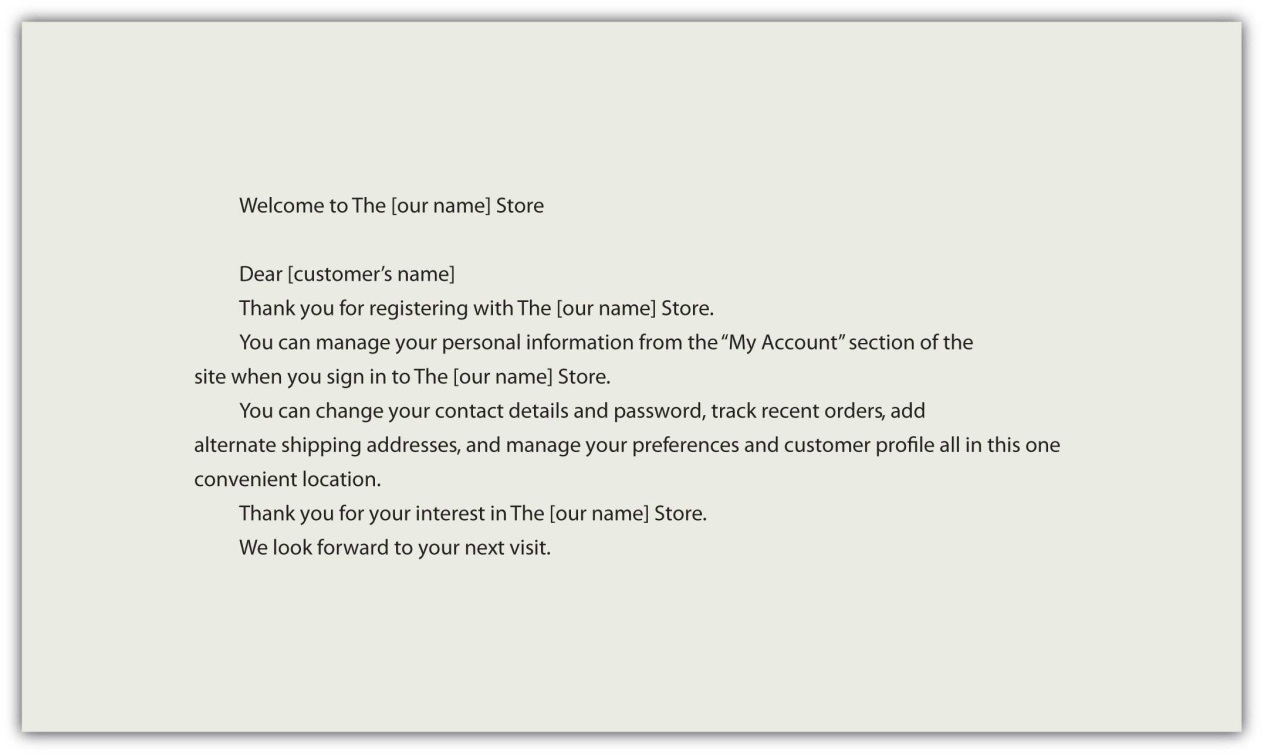 Welcome to The [our name] Store
Dear [customer’s name]
Thank you for registering with The [our name] Store.
You can manage your personal information from the “My Account” section of the
site when you sign in to The [our name] Store.
You can change your contact details and password, track recent orders, add
alternate shipping addresses, and manage your preferences and customer profile all in this one
convenient location.
Thank you for your interest in The [our name] Store.
We look forward to your next visit.